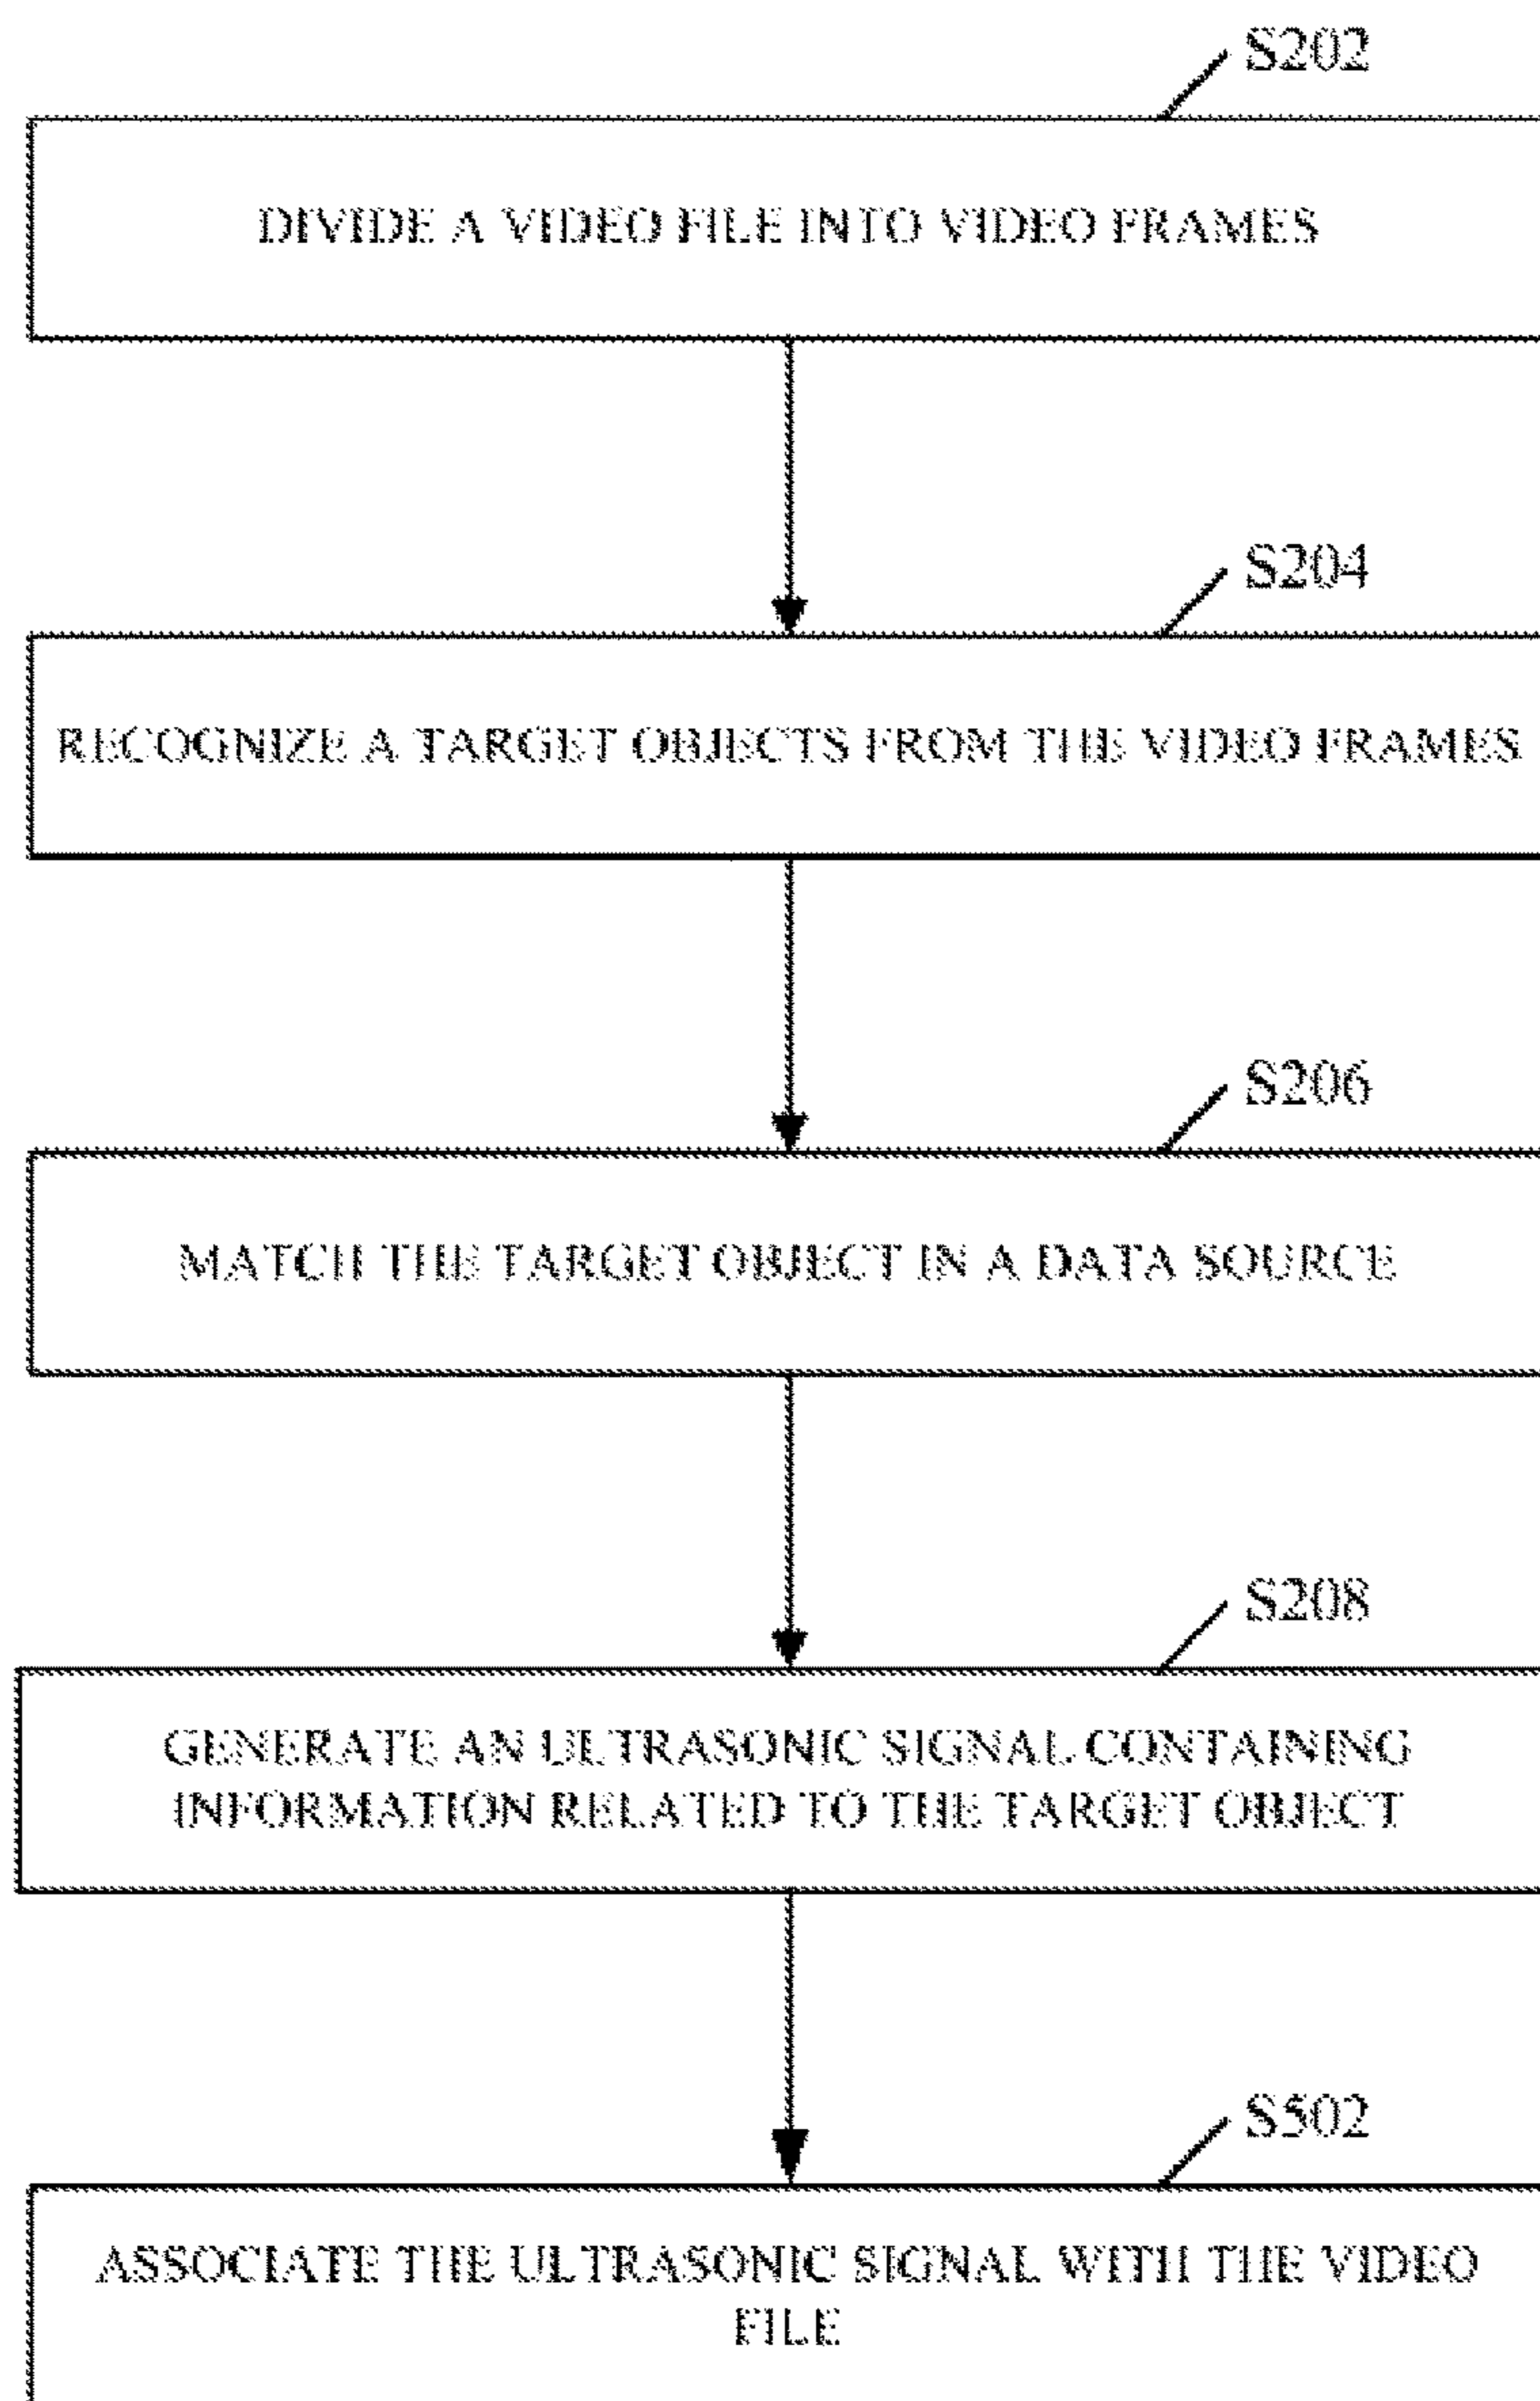 S202
DIVIDE A VIDEO FILE INTO VIDEO FRAMES
S204
RECOGNIZE A TARGET OBJECTS FROM THE VIDEO FRAMES
S206
MATCH THE TARGET OBJECT IN A DATA SOURCE
S208
GENERATE AN ULTRASONIC SIGNAL CONTAINING
INFORMATION RELATED TO THE TARGET OBJECT
S502
ASSOCIATE THE ULTRASONIC SIGNAL WITH THE VIDEO
FILE